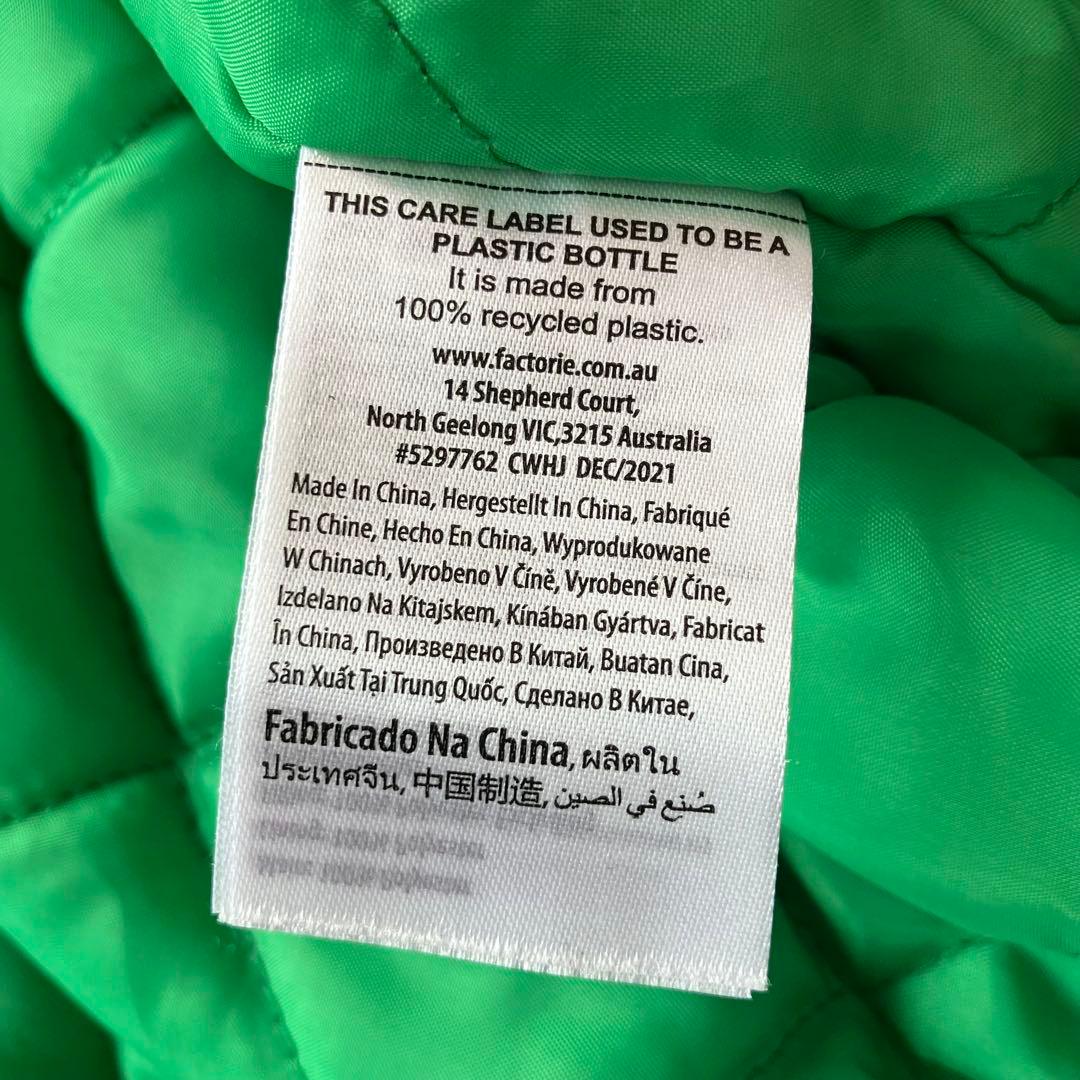 THIS CARE LABEL USED TO BE A
PLASTIC BOTTLE
It is made from
100% recycled plastic.
www.factorie.com.au
14 Shepherd Court,
North Geelong VIC,3215 Australia
#5297762 CWHJ DEC/2021
Made In China, Hergestellt In China, Fabriqué
En Chine, Hecho En China, Wyprodukowane
W Chinach, Vyrobeno V Číně, Vyrobené V Číne,
Izdelano Na Kitajskem, Kínában Gyártva, Fabricat
În China, Произведено В Китай, Buatan Cina,
Sản Xuất Tại Trung Quốc, Сделано В Китае,
Fabricado Na China, ผลิตใน
ประเทศจีน, 中国制造, صُنِع في الصين